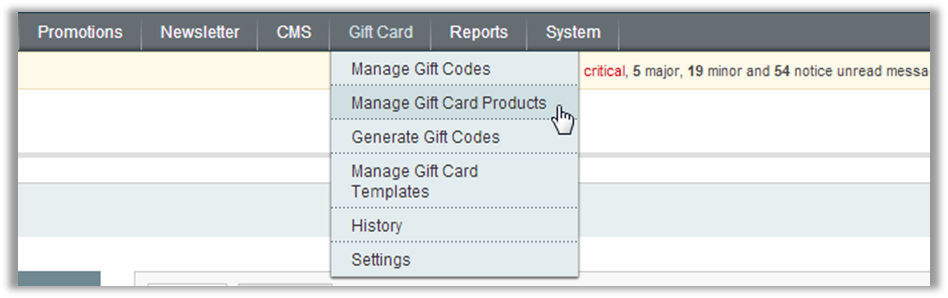 Promotions Newsletter CMS Gift Card Reports System
critical, 5 major, 19 minor and 54 notice unread messa
Manage Gift Codes
Manage Gift Card Products
Generate Gift Codes
Manage Gift Card
Templates
History
Settings